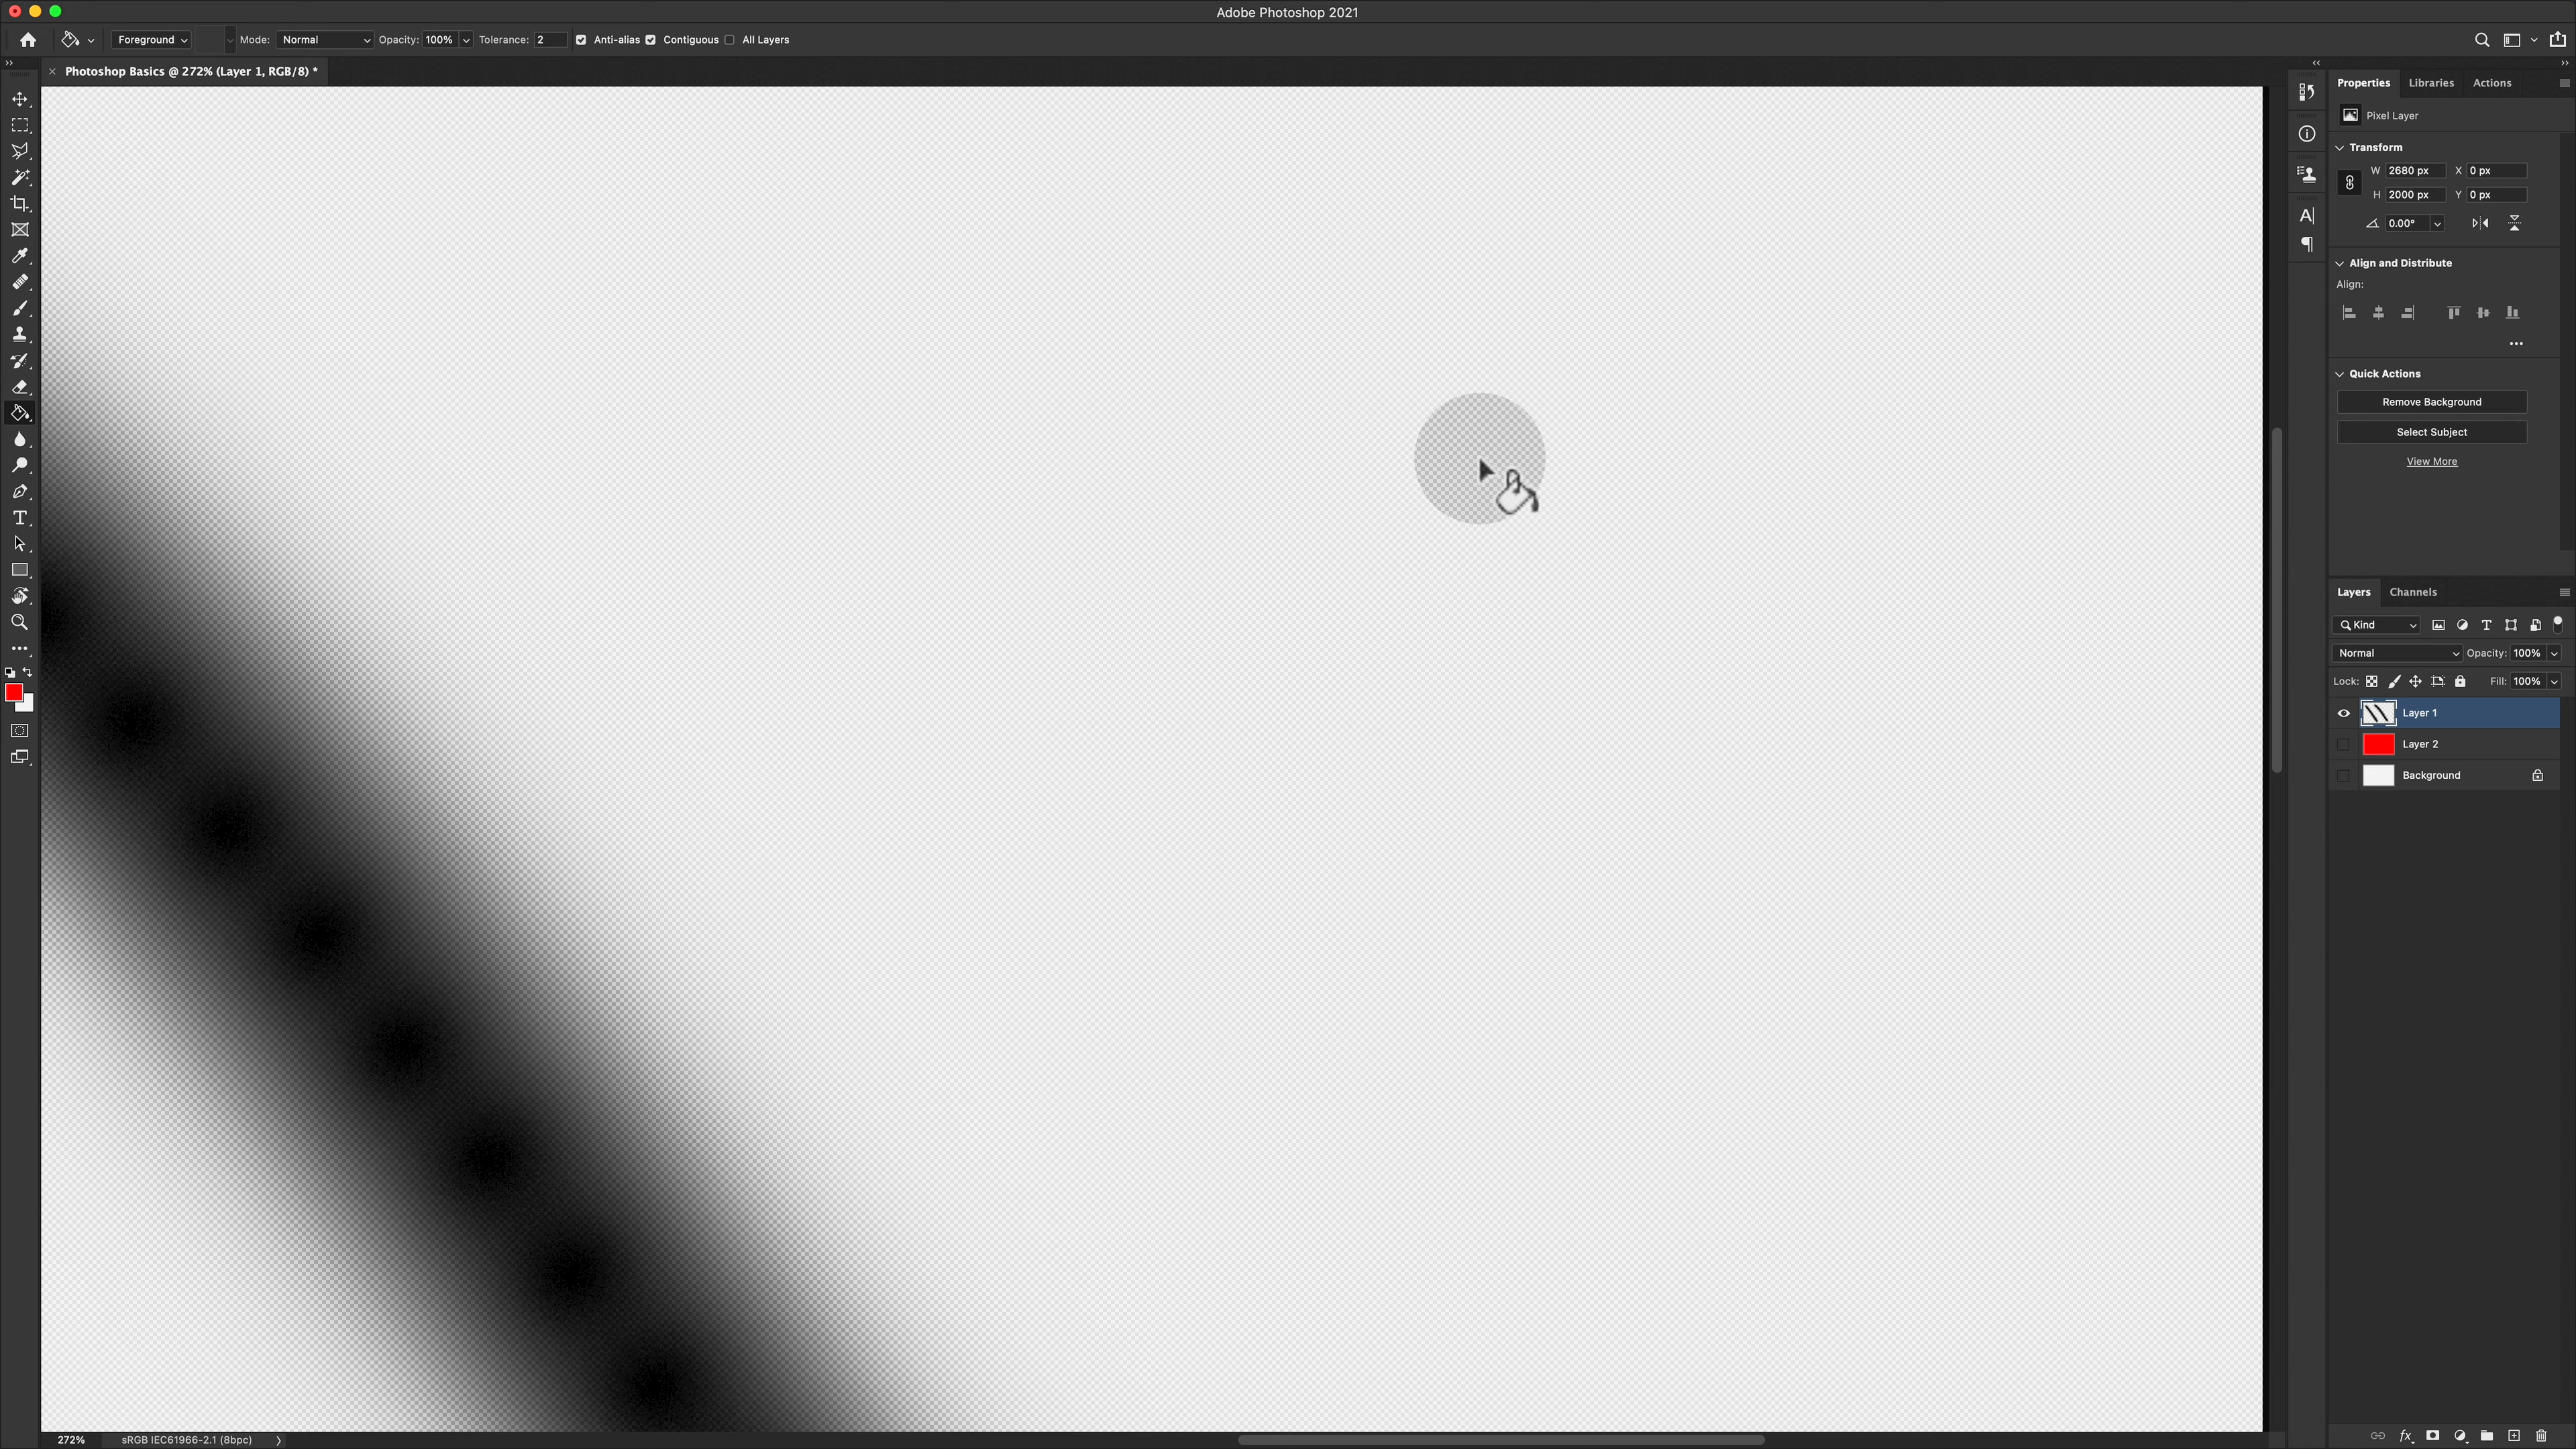 Adobe Photoshop 2021
Foreground Mode: Normal Opacity: 100% Tolerance: 2 Anti-alias Contiguous All Layers
Photoshop Basics @ 272% (Layer 1, RGB/8) *
Properties Libraries Actions
Pixel Layer
Transform
W 2680 px X 0 px
H 2000 px Y 0 px
0.00°
Align and Distribute
Align:
Quick Actions
Remove Background
Select Subject
View More
Layers Channels
Kind
Normal Opacity: 100%
Lock: Fill: 100%
Layer 1
Layer 2
Background
272% sRGB IEC61966-2.1 (8bpc)